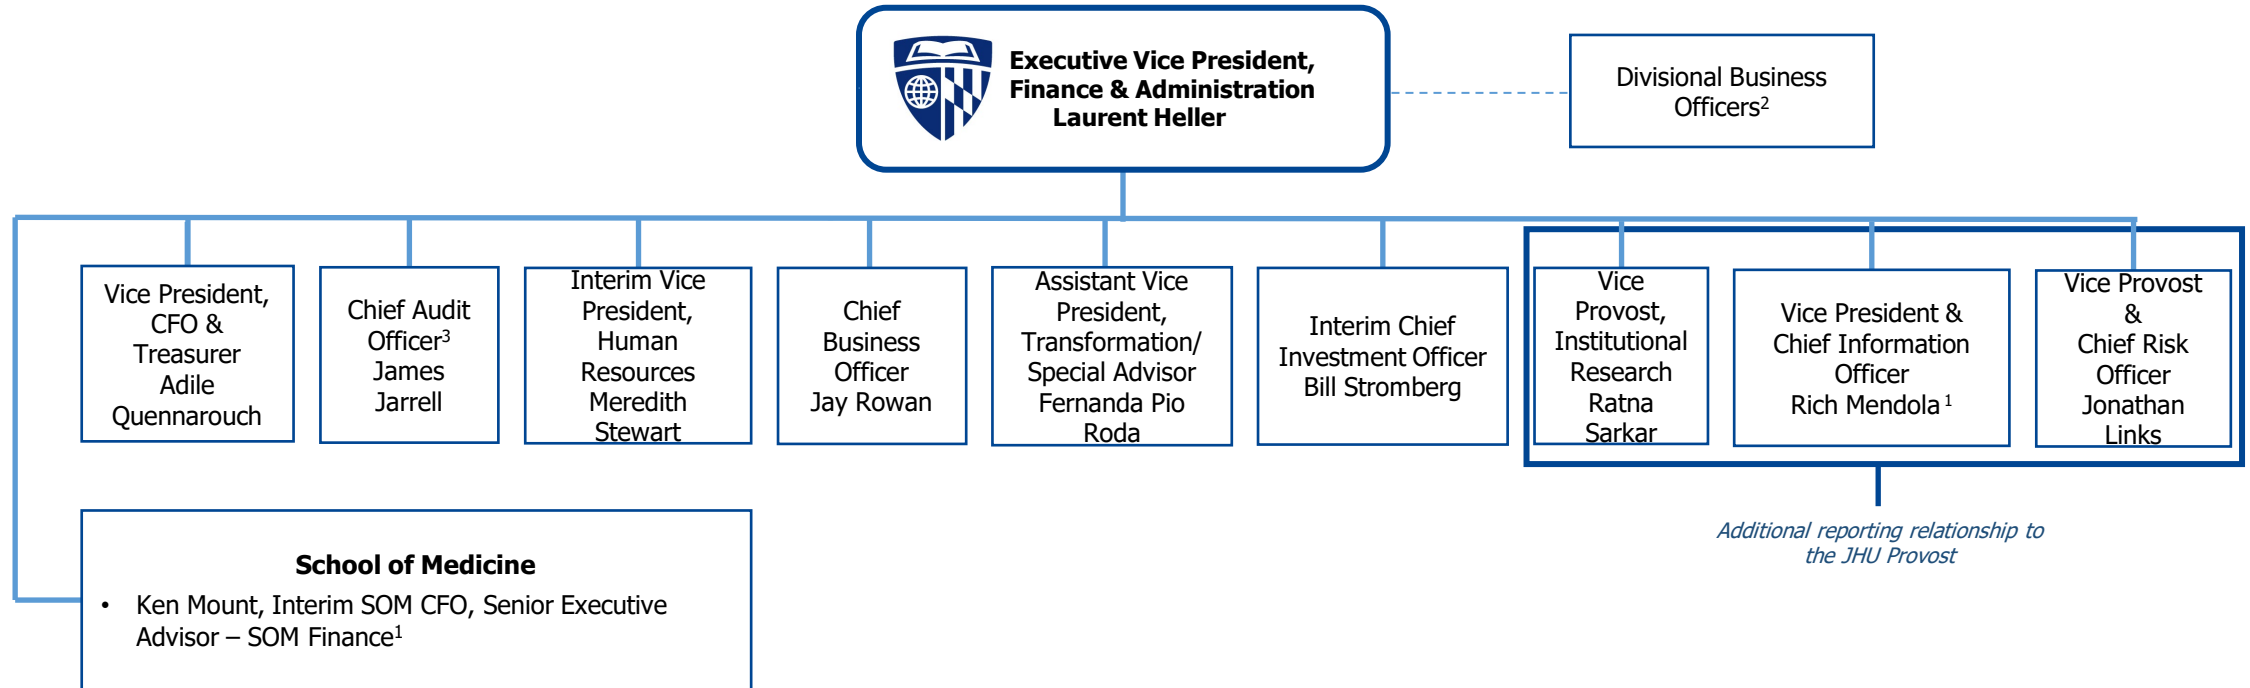 Executive Vice President,
Finance & Administration
Laurent Heller
Divisional Business
Officers²
Vice President,
CFO &
Treasurer
Adile
Quennarouch
Chief Audit
Officer³
James
Jarrell
Interim Vice
President,
Human
Resources
Meredith
Stewart
Chief
Business
Officer
Jay Rowan
Assistant Vice
President,
Transformation/
Special Advisor
Fernanda Pio
Roda
Interim Chief
Investment Officer
Bill Stromberg
Vice
Provost,
Institutional
Research
Ratna
Sarkar
Vice President &
Chief Information
Officer
Rich Mendola ¹
Vice Provost
&
Chief Risk
Officer
Jonathan
Links
Additional reporting relationship to
the JHU Provost
School of Medicine
• Ken Mount, Interim SOM CFO, Senior Executive
Advisor – SOM Finance¹